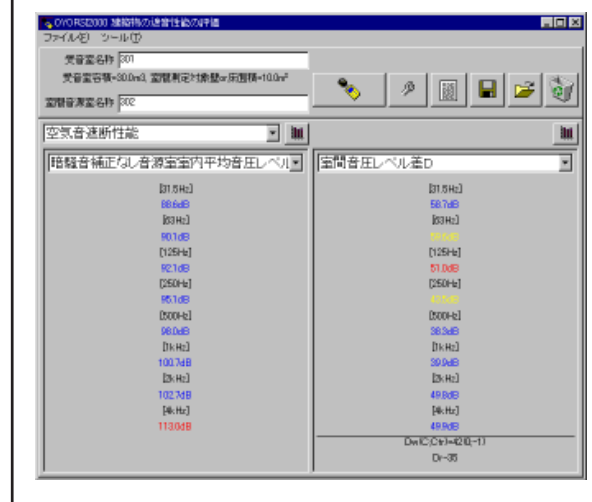 OYO RSI2000 建築物の遮音性能の評価
ファイル(F) ツール(T)
受音室名称 301
受音室容積=30.0m3, 室間測定対象壁or床面積=10.0m²
室間音源室名称 302
空気音遮断性能
暗騒音補正なし音源室室内平均音圧レベル
[31.5Hz]
88.6dB
[63Hz]
90.1dB
[125Hz]
92.1dB
[250Hz]
95.1dB
[500Hz]
98.0dB
[1kHz]
100.7dB
[2kHz]
102.7dB
[4kHz]
113.0dB
室間音圧レベル差D
[31.5Hz]
58.7dB
[63Hz]
[125Hz]
51.0dB
[250Hz]
[500Hz]
38.3dB
[1kHz]
39.9dB
[2kHz]
49.8dB
[4kHz]
49.9dB
Dr-35